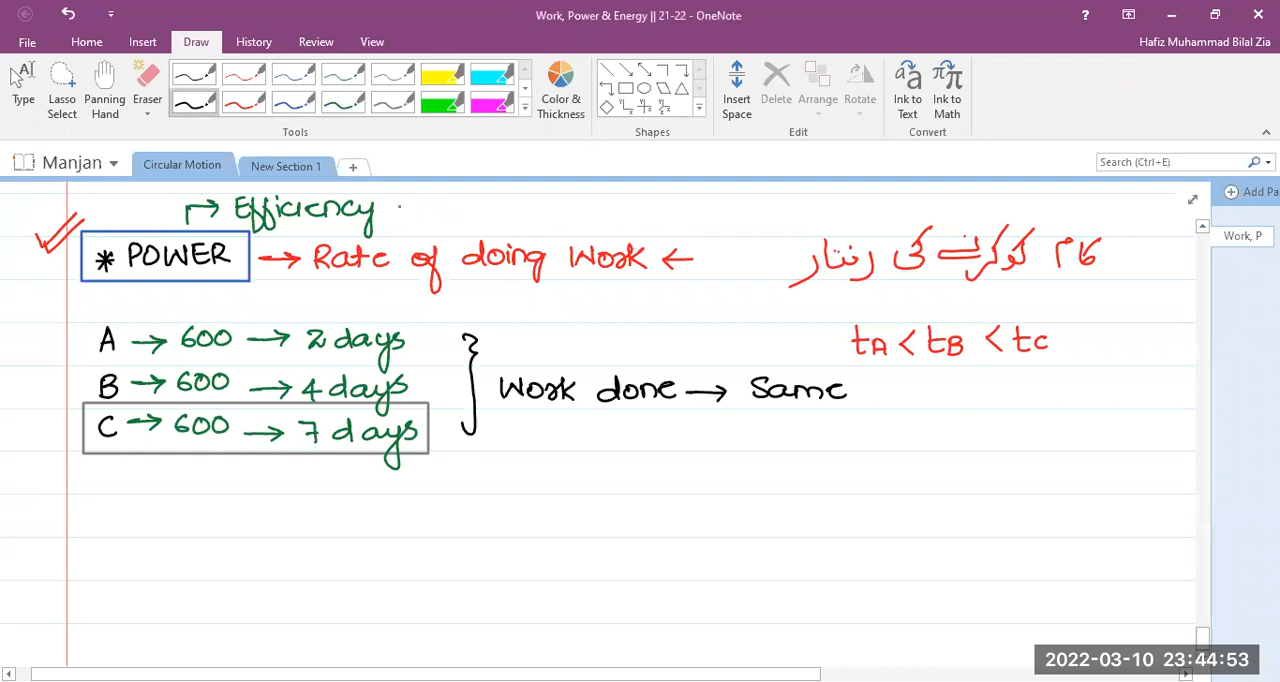 Work, Power & Energy || 21-22 - OneNote
?
File Home Insert Draw History Review View
Hafiz Muhammad Bilal Zia
Type
Lasso Select
Panning Hand
Eraser
Color & Thickness
Insert Space
Delete
Arrange
Rotate
Ink to Text
Ink to Math
Tools
Shapes
Edit
Convert
Manjan
Circular Motion
New Section 1
Search (Ctrl+E)
Add Pa
Work, P
↱ Efficiency
* POWER → Rate of doing Work ←
کام کو کرنے کی رفتار
A → 600 → 2 days
B → 600 → 4 days
C → 600 → 7 days
Work done → Same
tA < tB < tC
2022-03-10 23:44:53